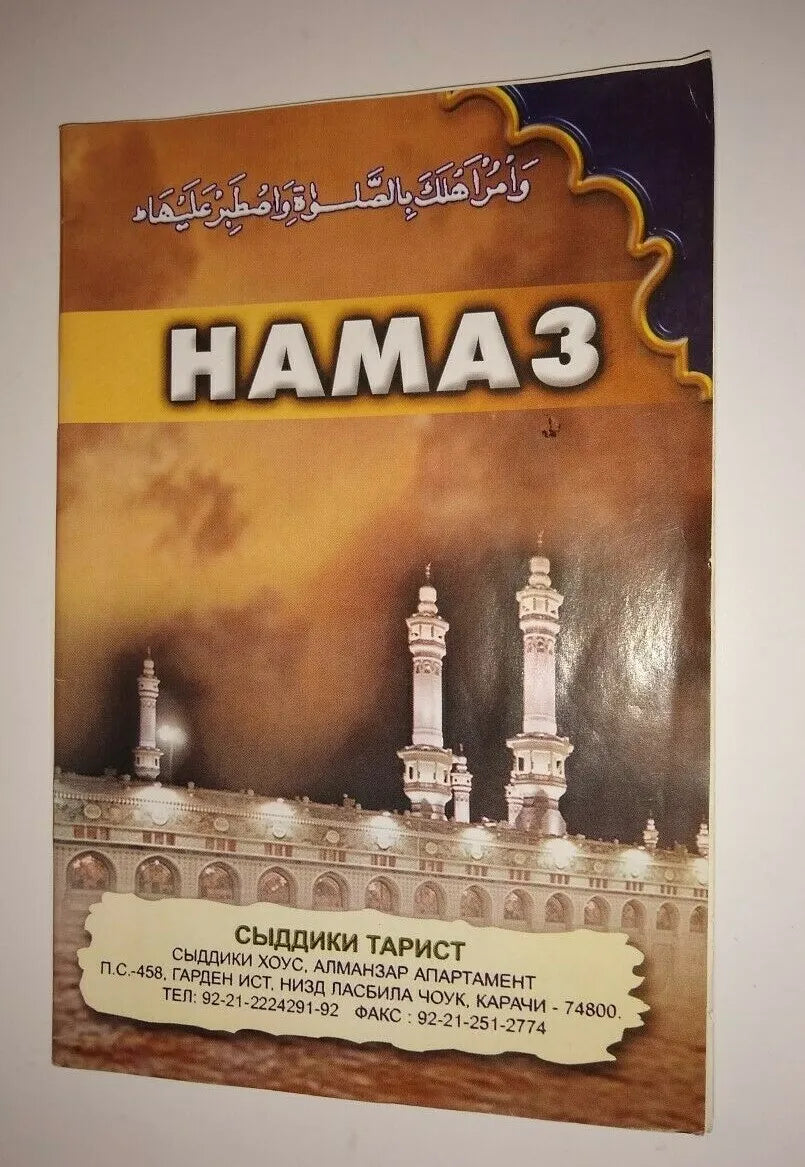 وَأْمُرْ اَهْلَكَ بِالصَّلٰوةِ وَاصْطَبِرْ عَلَيْهَا ؕ
НАМАЗ
СЫДДИКИ ТАРИСТ
СЫДДИКИ ХОУС, АЛМАНЗАР АПАРТАМЕНТ
П.С.-458, ГАРДЕН ИСТ, НИЗД ЛАСБИЛА ЧОУК, КАРАЧИ - 74800.
ТЕЛ: 92-21-2224291-92 ФАКС : 92-21-251-2774